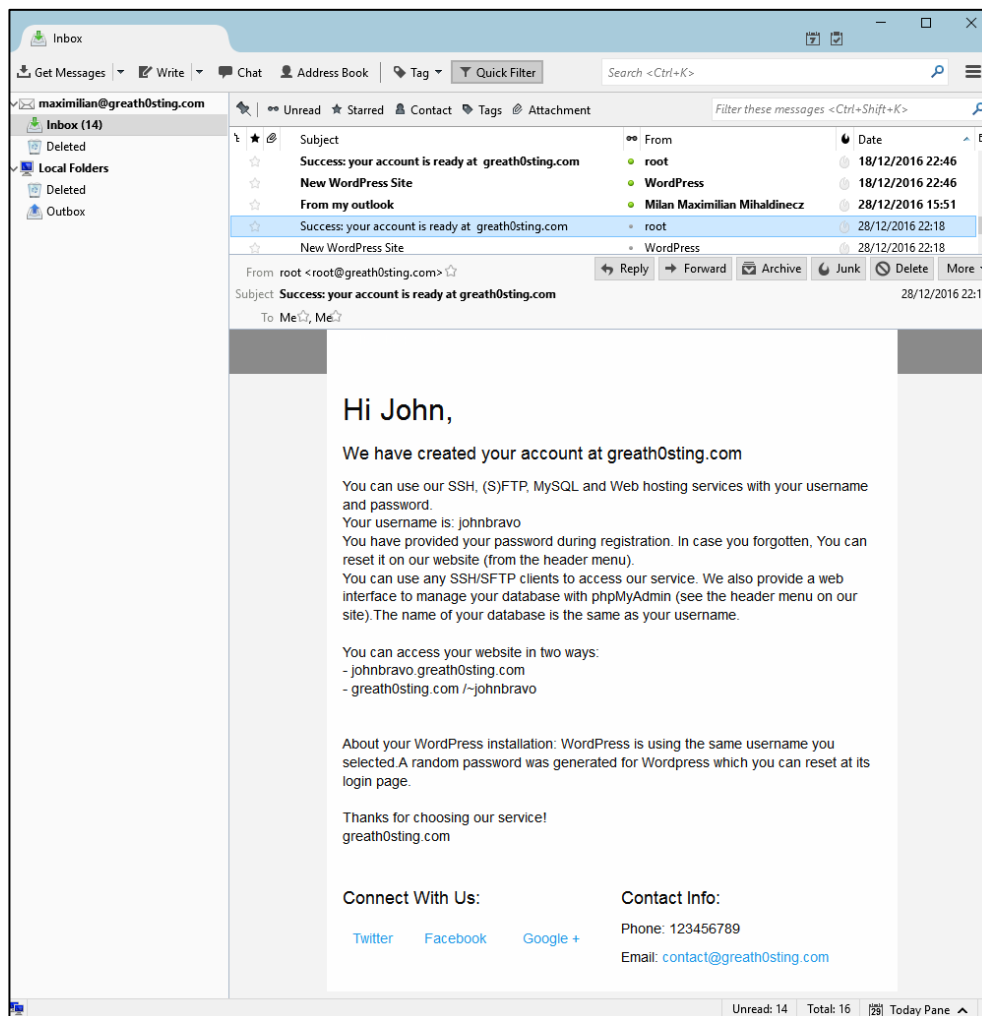 Inbox
Get Messages Write Chat Address Book Tag Quick Filter Search <Ctrl+K>
maximilian@greath0sting.com
Inbox (14)
Deleted
Local Folders
Deleted
Outbox
Unread Starred Contact Tags Attachment Filter these messages <Ctrl+Shift+K>
Subject From Date
Success: your account is ready at greath0sting.com root 18/12/2016 22:46
New WordPress Site WordPress 18/12/2016 22:46
From my outlook Milan Maximilian Mihaldinecz 28/12/2016 15:51
Success: your account is ready at greath0sting.com root 28/12/2016 22:18
New WordPress Site WordPress 28/12/2016 22:18
From root <root@greath0sting.com> Reply Forward Archive Junk Delete More
Subject Success: your account is ready at greath0sting.com 28/12/2016 22:1
To Me, Me
Hi John,
We have created your account at greath0sting.com
You can use our SSH, (S)FTP, MySQL and Web hosting services with your username
and password.
Your username is: johnbravo
You have provided your password during registration. In case you forgotten, You can
reset it on our website (from the header menu).
You can use any SSH/SFTP clients to access our service. We also provide a web
interface to manage your database with phpMyAdmin (see the header menu on our
site).The name of your database is the same as your username.
You can access your website in two ways:
- johnbravo.greath0sting.com
- greath0sting.com /~johnbravo
About your WordPress installation: WordPress is using the same username you
selected.A random password was generated for Wordpress which you can reset at its
login page.
Thanks for choosing our service!
greath0sting.com
Connect With Us: Contact Info:
Twitter Facebook Google + Phone: 123456789
Email: contact@greath0sting.com
Unread: 14 Total: 16 29 Today Pane